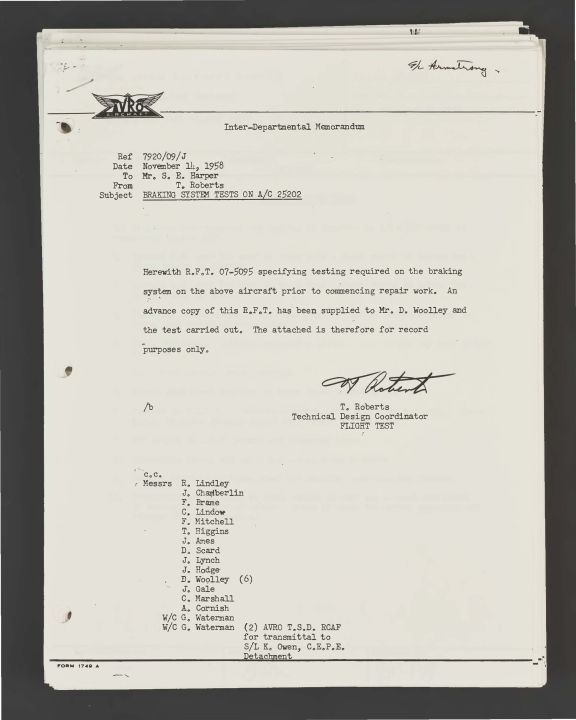 S/L Armstrong
AVRO
AIRCRAFT
Inter-Departmental Memorandum
Ref 7920/09/J
Date November 14, 1958
To Mr. S. E. Harper
From T. Roberts
Subject BRAKING SYSTEM TESTS ON A/C 25202
Herewith R.F.T. 07-5095 specifying testing required on the braking
system on the above aircraft prior to commencing repair work. An
advance copy of this R.F.T. has been supplied to Mr. D. Woolley and
the test carried out. The attached is therefore for record
purposes only.
T Roberts
/b T. Roberts
Technical Design Coordinator
FLIGHT TEST
c.c.
Messrs R. Lindley
J. Chamberlin
F. Brame
C. Lindow
F. Mitchell
T. Higgins
J. Ames
D. Scard
J. Lynch
J. Hodge
D. Woolley (6)
J. Gale
C. Marshall
A. Cornish
W/C G. Waterman
W/C G. Waterman (2) AVRO T.S.D. RCAF
for transmittal to
S/L K. Owen, C.E.P.E.
Detachment
FORM 1749 A